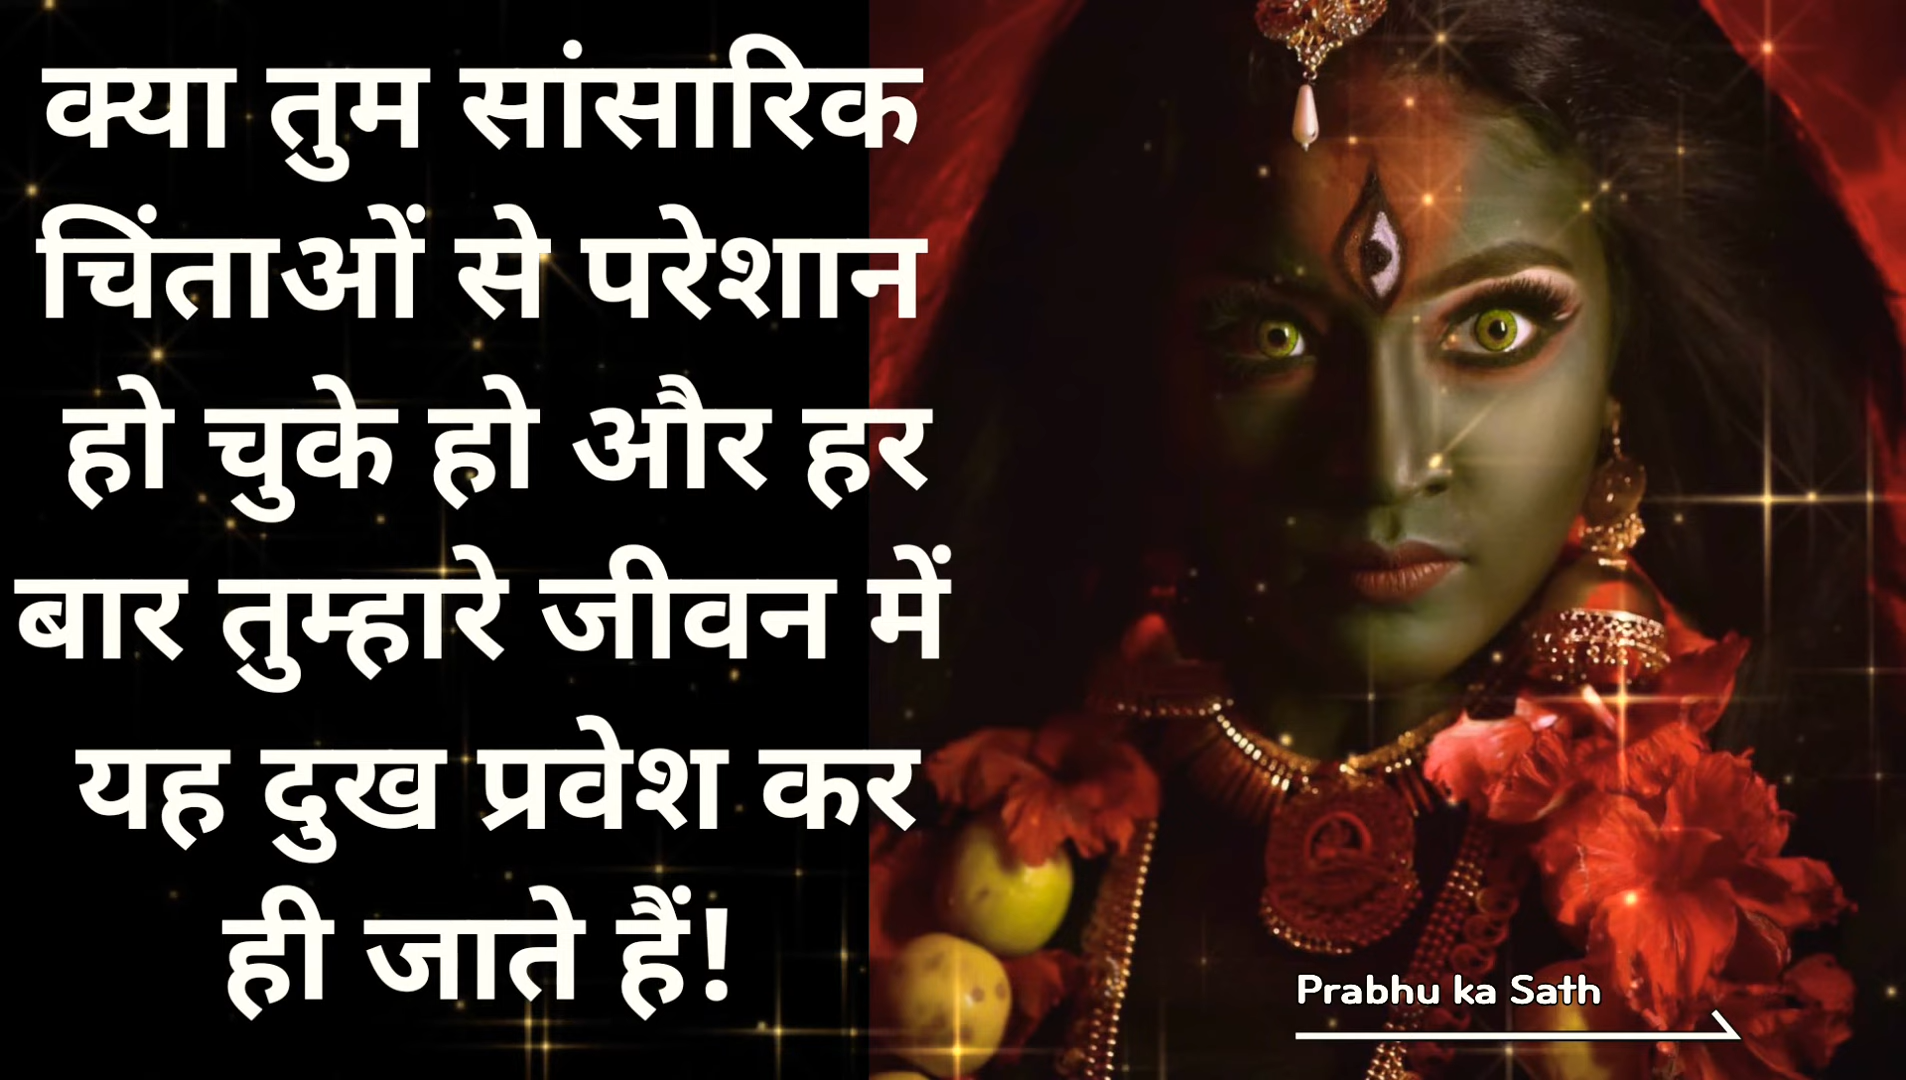 क्या तुम सांसारिक
चिंताओं से परेशान
हो चुके हो और हर
बार तुम्हारे जीवन में
यह दुख प्रवेश कर
ही जाते हैं!
Prabhu ka Sath